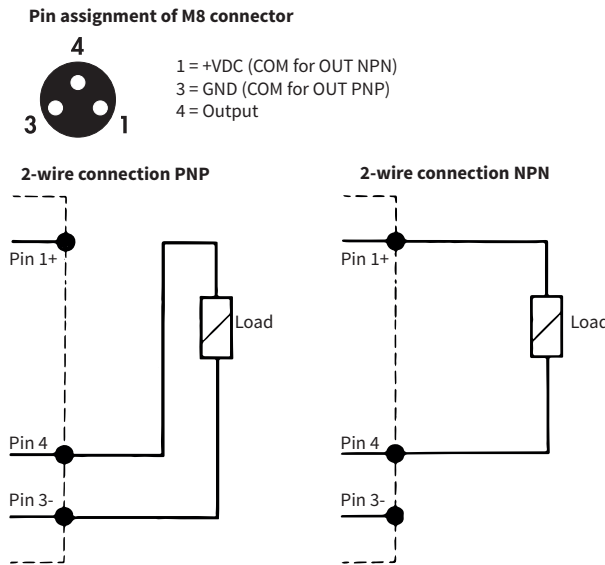 Pin assignment of M8 connector
4
3
1
1 = +VDC (COM for OUT NPN)
3 = GND (COM for OUT PNP)
4 = Output
2-wire connection PNP
Pin 1+
Load
Pin 4
Pin 3-
2-wire connection NPN
Pin 1+
Load
Pin 4
Pin 3-